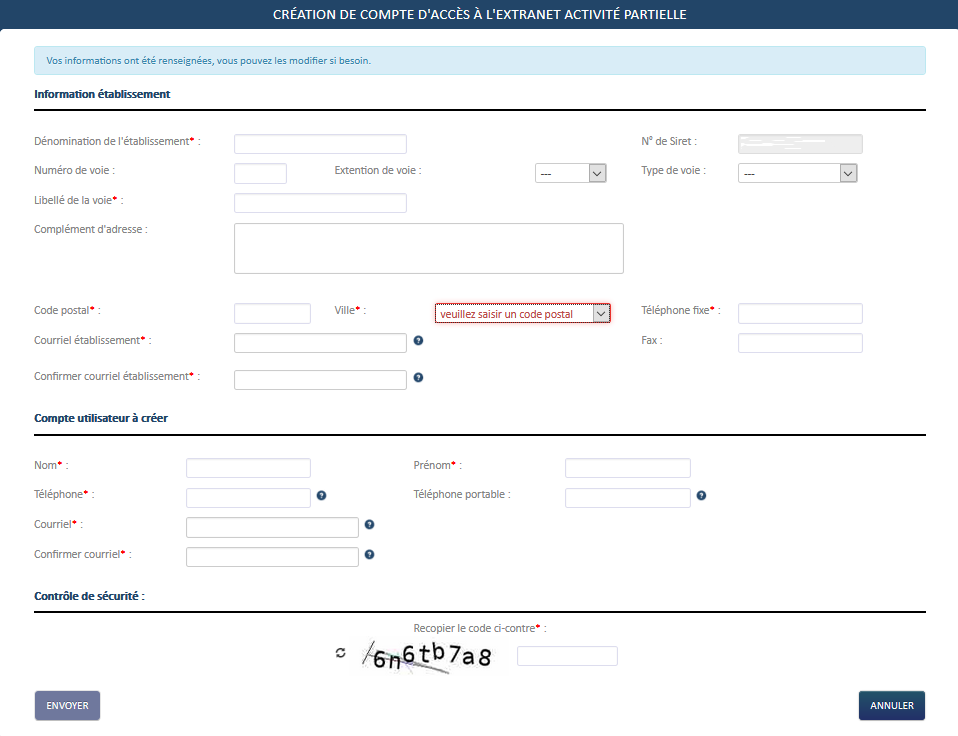 CRÉATION DE COMPTE D'ACCÈS À L'EXTRANET ACTIVITÉ PARTIELLE
Vos informations ont été renseignées, vous pouvez les modifier si besoin.
Information établissement
Dénomination de l'établissement* : N° de Siret :
Numéro de voie : Extention de voie : --- Type de voie : ---
Libellé de la voie* :
Complément d'adresse :
Code postal* : Ville* : veuillez saisir un code postal Téléphone fixe* :
Courriel établissement* : ? Fax :
Confirmer courriel établissement* : ?
Compte utilisateur à créer
Nom* : Prénom* :
Téléphone* : ? Téléphone portable : ?
Courriel* : ?
Confirmer courriel* : ?
Contrôle de sécurité :
Recopier le code ci-contre* :
6n6tb7a8
ENVOYER ANNULER